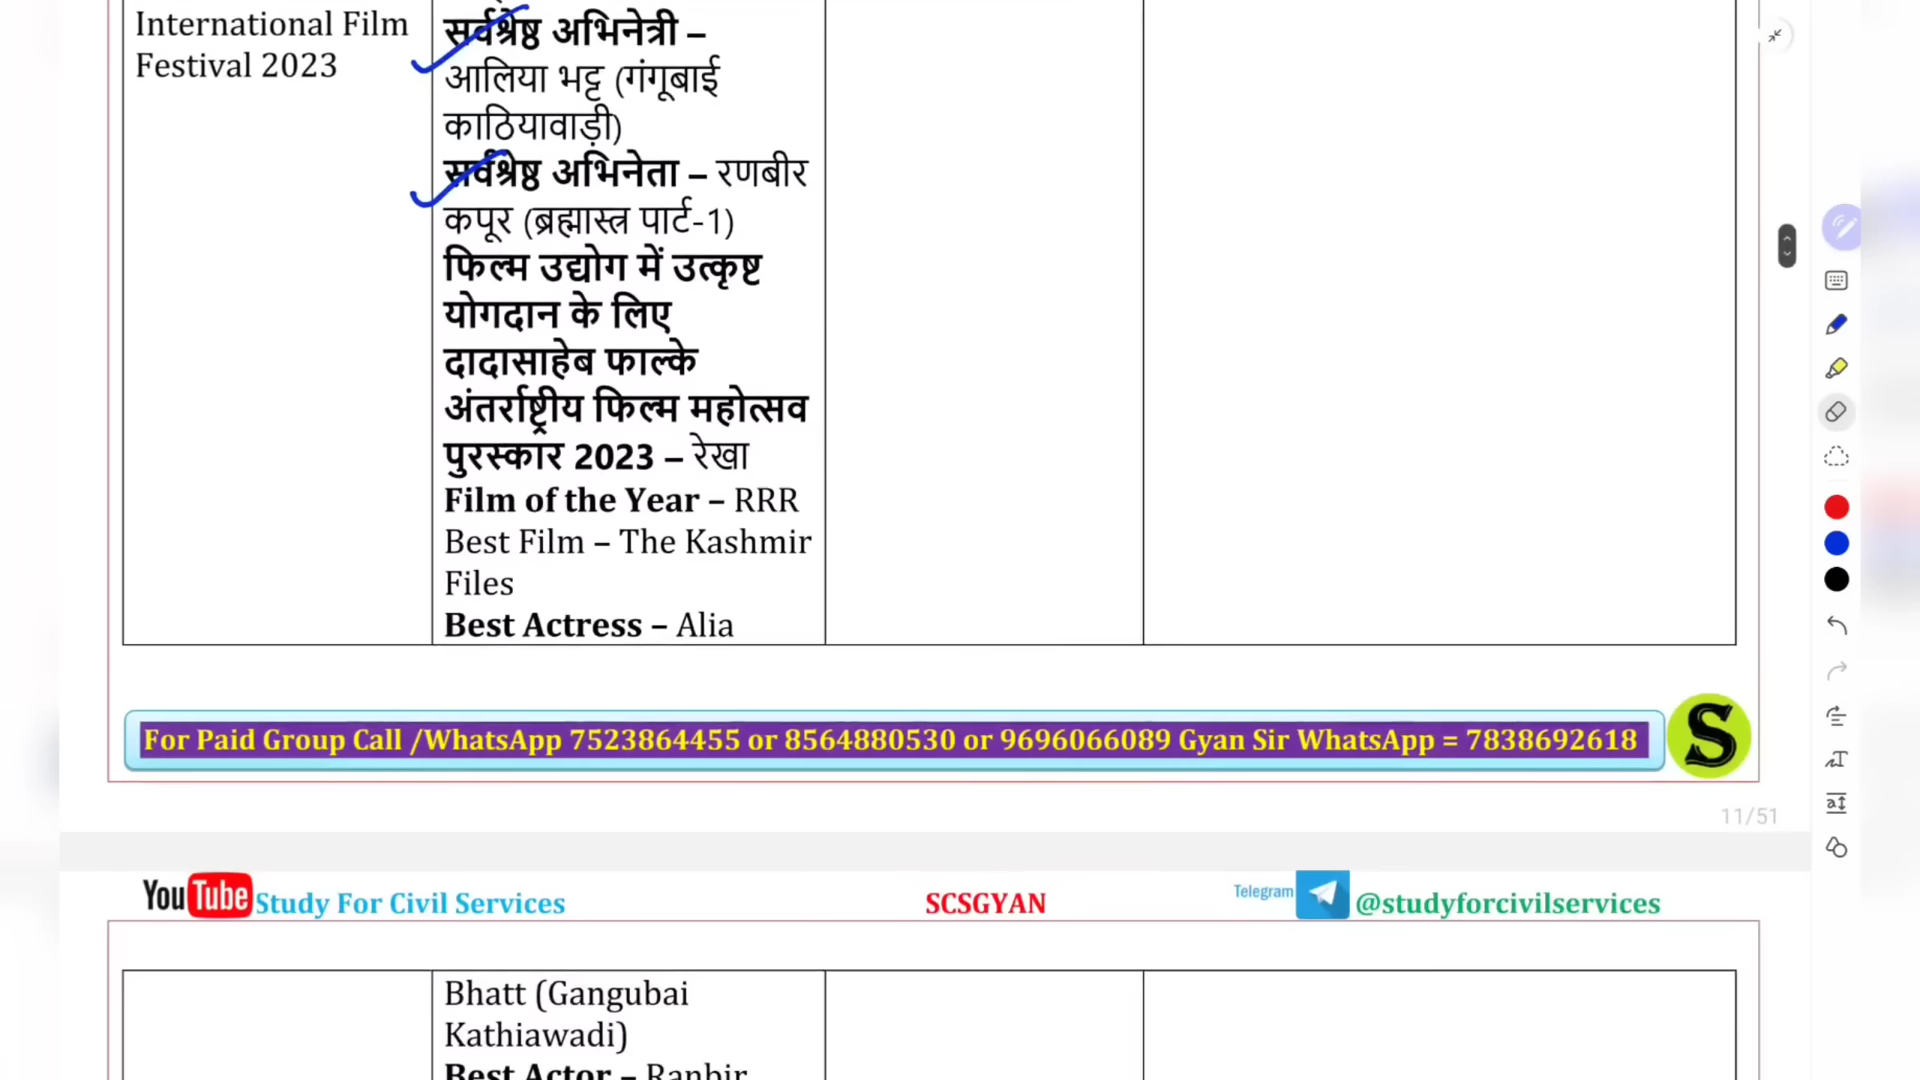 International Film
Festival 2023
सर्वश्रेष्ठ अभिनेत्री –
आलिया भट्ट (गंगूबाई
काठियावाड़ी)
सर्वश्रेष्ठ अभिनेता – रणबीर
कपूर (ब्रह्मास्त्र पार्ट-1)
फिल्म उद्योग में उत्कृष्ट
योगदान के लिए
दादासाहेब फाल्के
अंतर्राष्ट्रीय फिल्म महोत्सव
पुरस्कार 2023 – रेखा
Film of the Year – RRR
Best Film – The Kashmir
Files
Best Actress – Alia
For Paid Group Call /WhatsApp 7523864455 or 8564880530 or 9696066089 Gyan Sir WhatsApp = 7838692618
S
11/51
YouTube Study For Civil Services
SCSGYAN
Telegram @studyforcivilservices
Bhatt (Gangubai
Kathiawadi)
Best Actor – Ranbir